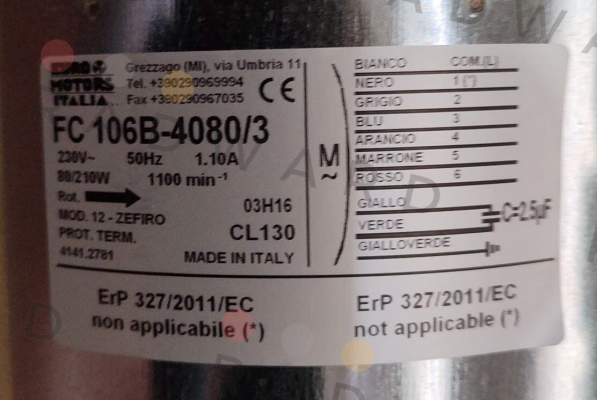 EURO
MOTORS
ITALIA
Grezzago (MI), via Umbria 11
Tel. +390290969994
Fax +390290967035
CE
FC 106B-4080/3
230V~ 50Hz 1.10A
80/210W 1100 min⁻¹
Rot.
03H16
MOD. 12 - ZEFIRO
PROT. TERM. CL130
4141.2781 MADE IN ITALY
M
~
BIANCO COM.(L)
NERO 1 (*)
GRIGIO 2
BLU 3
ARANCIO 4
MARRONE 5
ROSSO 6
GIALLO
VERDE
C=2.5µF
GIALLOVERDE
ErP 327/2011/EC
non applicabile (*)
ErP 327/2011/EC
not applicable (*)